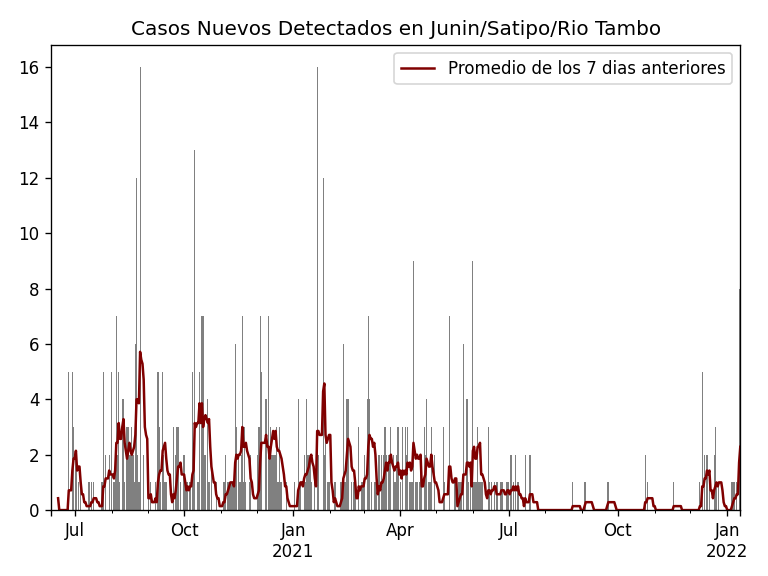 Casos Nuevos Detectados en Junin/Satipo/Rio Tambo
Promedio de los 7 dias anteriores
16
14
12
10
8
6
4
2
0
Jul
Oct
Jan
2021
Apr
Jul
Oct
Jan
2022